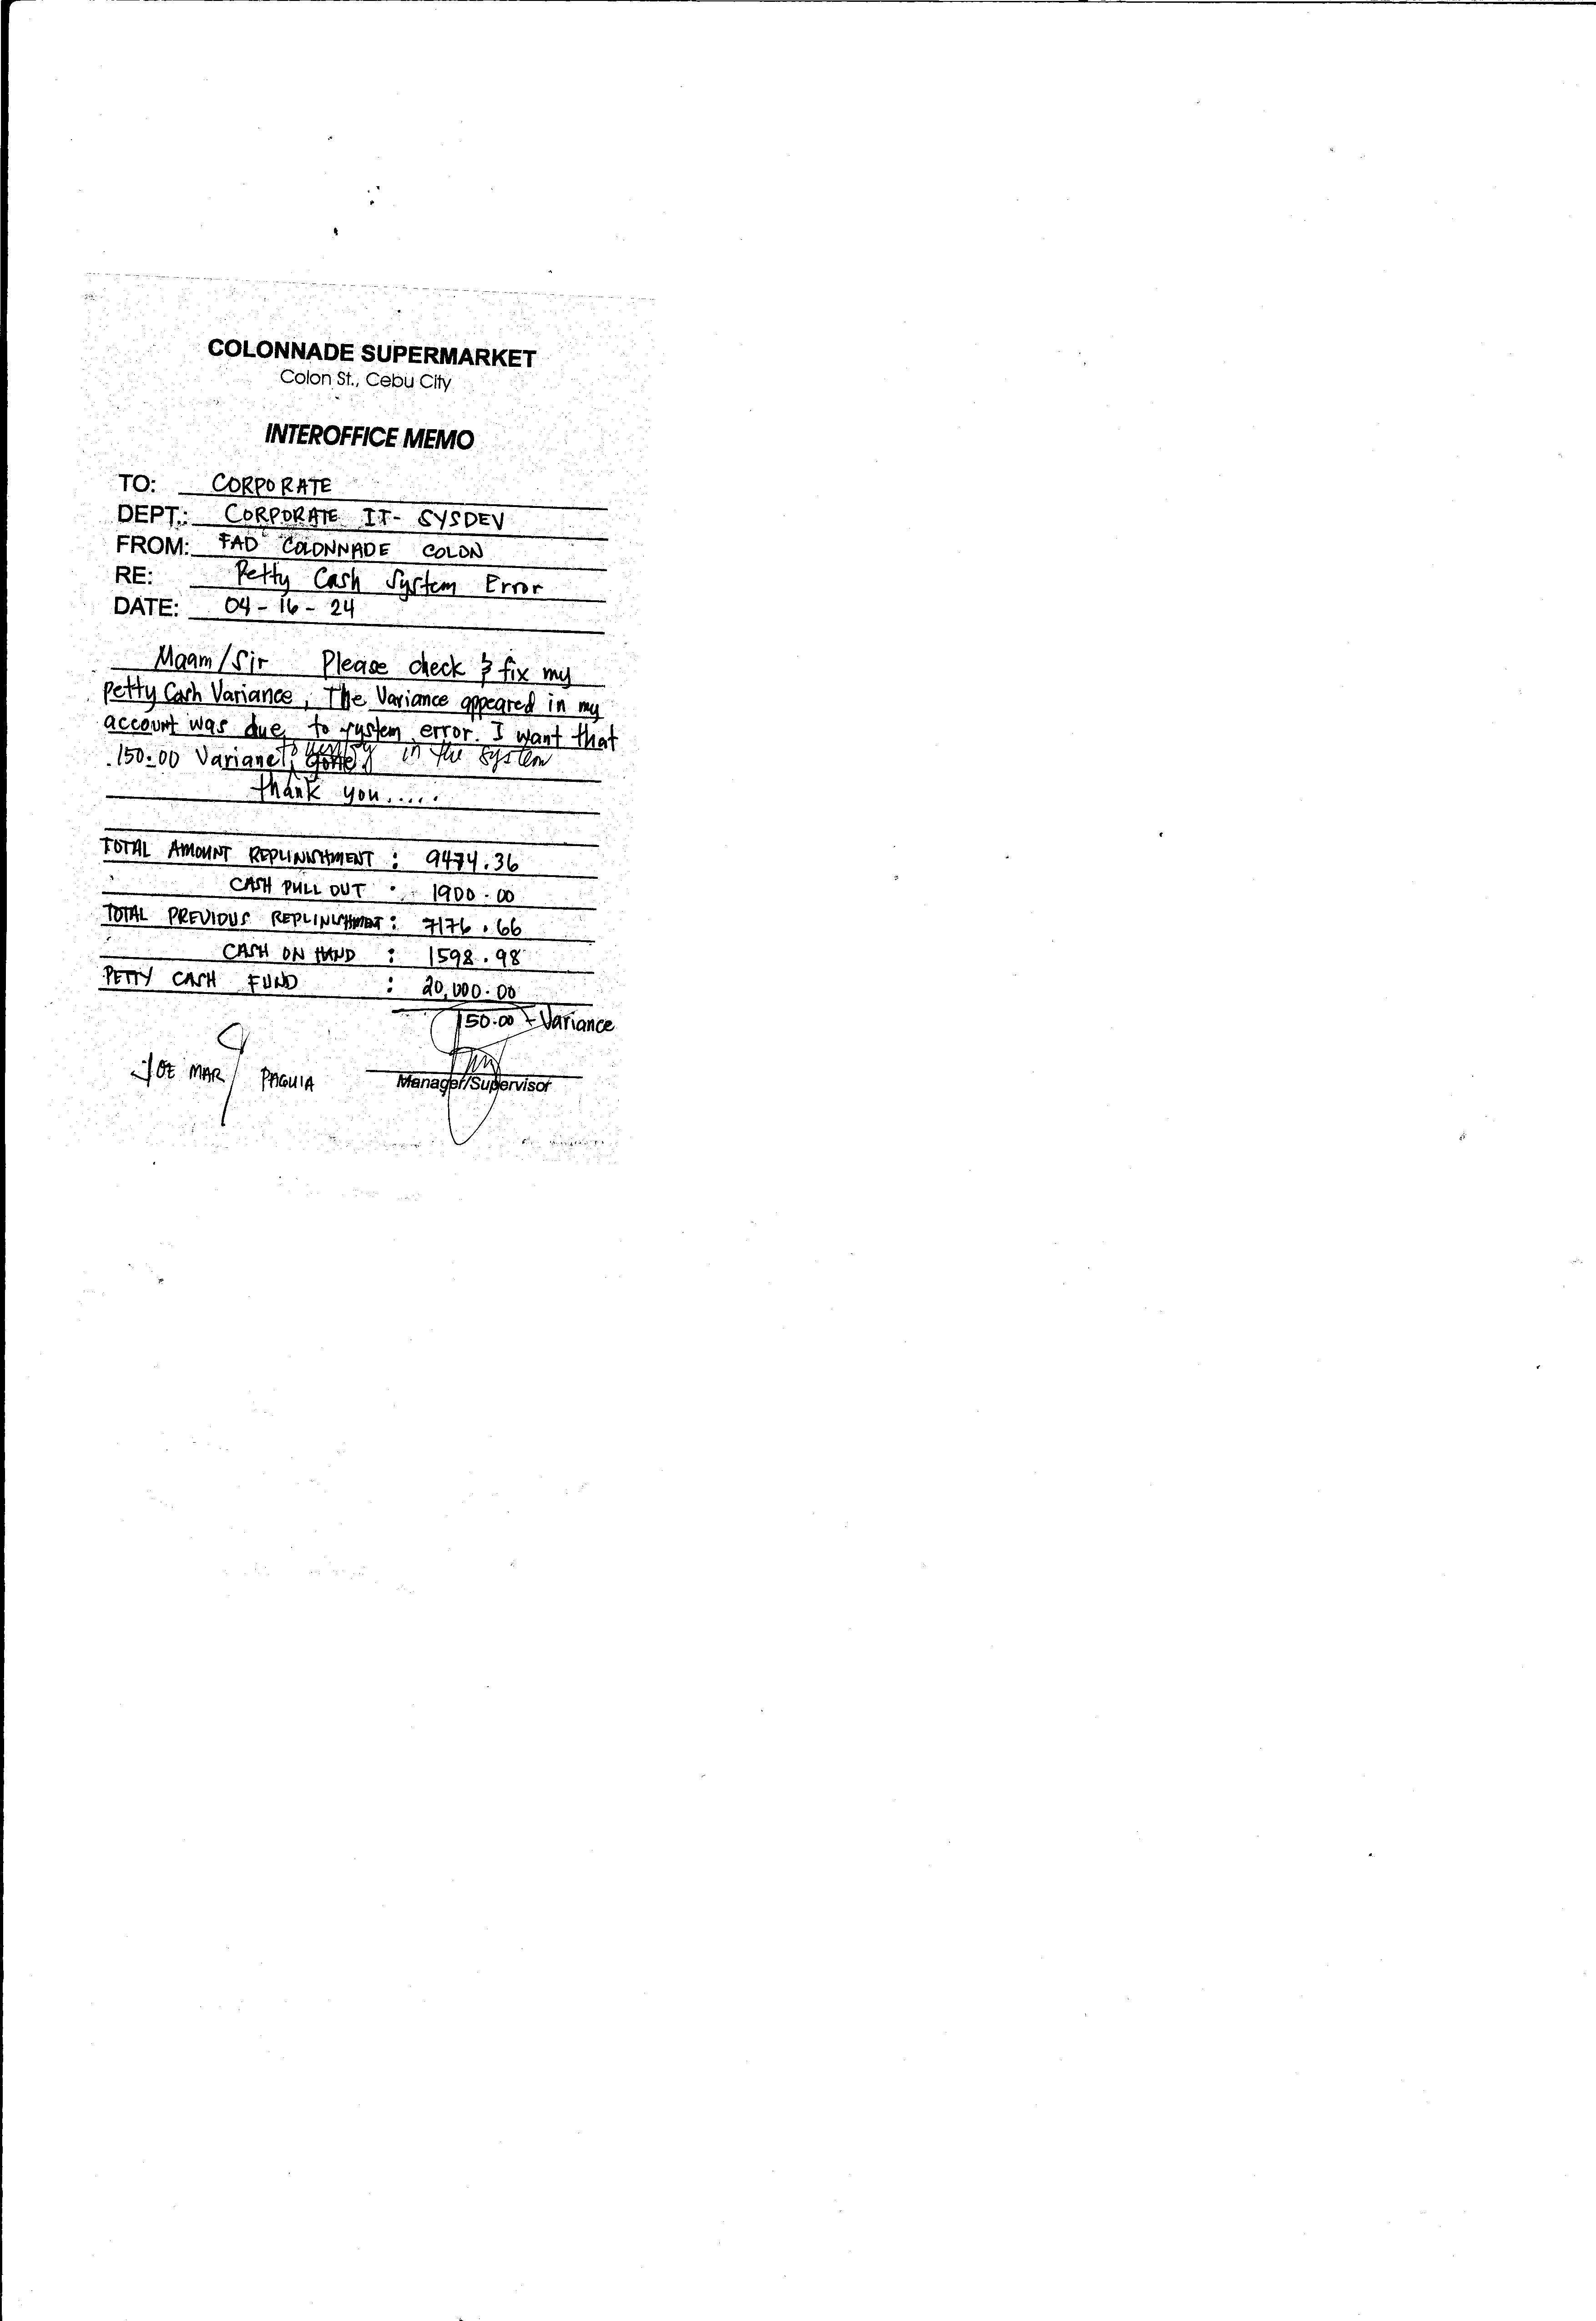 COLONNADE SUPERMARKET
Colon St., Cebu City
INTEROFFICE MEMO
TO: CORPORATE
DEPT.: CORPORATE IT- SYSDEV
FROM: FAD COLONNADE COLON
RE: Petty Cash System Error
DATE: 04-16-24
Maam/Sir Please check & fix my
Petty Cash Variance, The Variance appeared in my
account was due to system error. I want that
150.00 to verify in the system
thank you.....
TOTAL AMOUNT REPLINISHMENT : 9474.36
CASH PULL OUT : 1900.00
TOTAL PREVIOUS REPLINISHMENT : 7176.66
CASH ON HAND : 1598.98
PETTY CASH FUND : 20,000.00
150.00 - Variance
JOE MAR PAGUIA
Manager/Supervisor